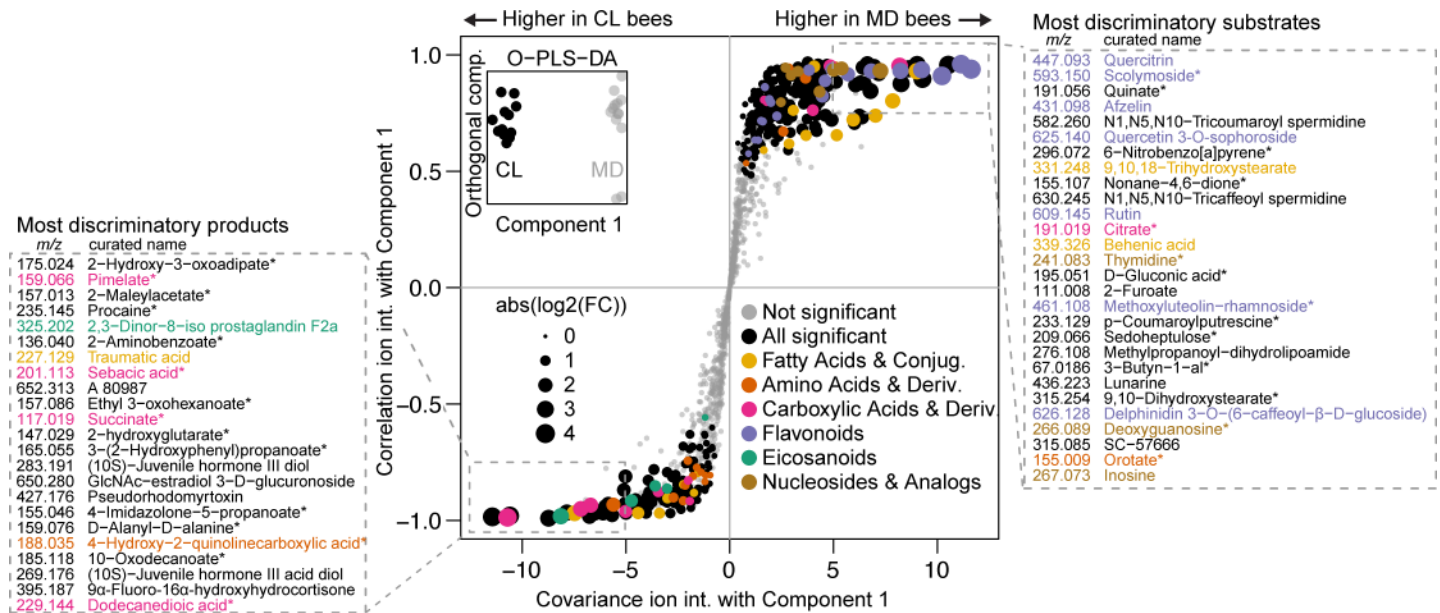 Higher in CL bees
Higher in MD bees
O-PLS-DA
Orthogonal comp.
CL
MD
Component 1
1.0
0.5
0.0
−0.5
−1.0
Correlation ion int. with Component 1
−10
−5
0
5
10
Covariance ion int. with Component 1
abs(log2(FC))
0
1
2
3
4
Not significant
All significant
Fatty Acids & Conjug.
Amino Acids & Deriv.
Carboxylic Acids & Deriv.
Flavonoids
Eicosanoids
Nucleosides & Analogs
Most discriminatory products
m/z curated name
175.024 2−Hydroxy−3−oxoadipate*
159.066 Pimelate*
157.013 2−Maleylacetate*
235.145 Procaine*
325.202 2,3−Dinor−8−iso prostaglandin F2a
136.040 2−Aminobenzoate*
227.129 Traumatic acid
201.113 Sebacic acid*
652.313 A 80987
157.086 Ethyl 3−oxohexanoate*
117.019 Succinate*
147.029 2−hydroxyglutarate*
165.055 3−(2−Hydroxyphenyl)propanoate*
283.191 (10S)−Juvenile hormone III diol
650.280 GlcNAc−estradiol 3−D−glucuronoside
427.176 Pseudorhodomyrtoxin
155.046 4−Imidazolone−5−propanoate*
159.076 D−Alanyl−D−alanine*
188.035 4−Hydroxy−2−quinolinecarboxylic acid*
185.118 10−Oxodecanoate*
269.176 (10S)−Juvenile hormone III acid diol
395.187 9α−Fluoro−16α−hydroxyhydrocortisone
229.144 Dodecanedioic acid*
Most discriminatory substrates
m/z curated name
447.093 Quercitrin
593.150 Scolymoside*
191.056 Quinate*
431.098 Afzelin
582.260 N1,N5,N10−Tricoumaroyl spermidine
625.140 Quercetin 3−O−sophoroside
296.072 6−Nitrobenzo[a]pyrene*
331.248 9,10,18−Trihydroxystearate
155.107 Nonane−4,6−dione*
630.245 N1,N5,N10−Tricaffeoyl spermidine
609.145 Rutin
191.019 Citrate*
339.326 Behenic acid
241.083 Thymidine*
195.051 D−Gluconic acid*
111.008 2−Furoate
461.108 Methoxyluteolin−rhamnoside*
233.129 p−Coumaroylputrescine*
209.066 Sedoheptulose*
276.108 Methylpropanoyl−dihydrolipoamide
67.0186 3−Butyn−1−al*
436.223 Lunarine
315.254 9,10−Dihydroxystearate*
626.128 Delphinidin 3−O−(6−caffeoyl−β−D−glucoside)
266.089 Deoxyguanosine*
315.085 SC−57666
155.009 Orotate*
267.073 Inosine